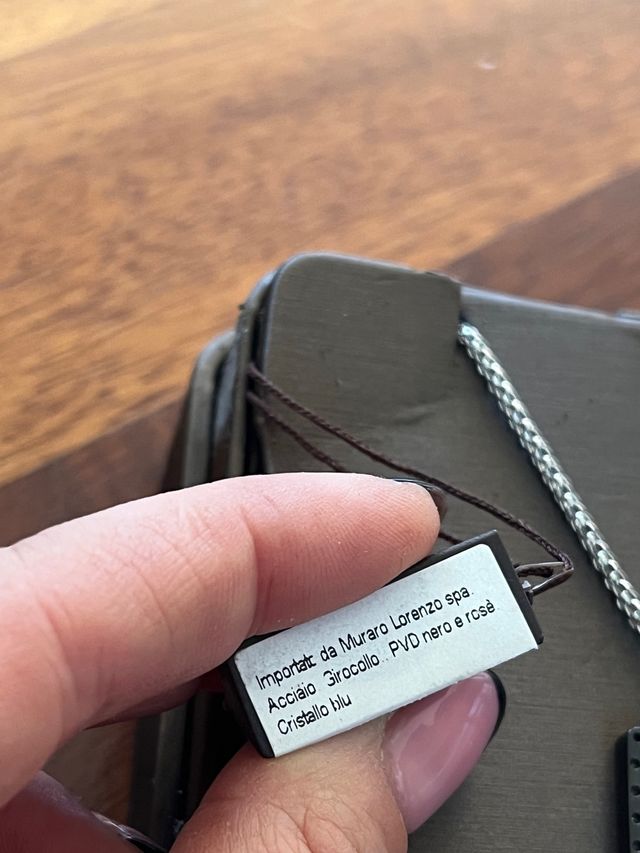 Importato da Muraro Lorenzo spa.
Acciaio. Girocollo.. PVD nero e rosè
Cristallo blu